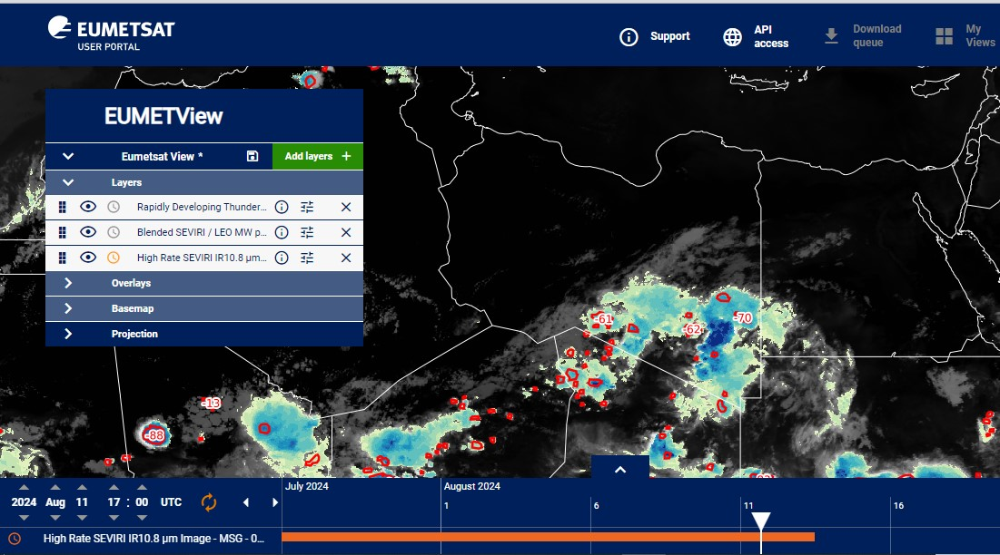 EUMETSAT
USER PORTAL
Support
API
access
Download
queue
My
Views
EUMETView
Eumetsat View *
Add layers +
Layers
Rapidly Developing Thunder...
Blended SEVIRI / LEO MW p...
High Rate SEVIRI IR10.8 µm...
Overlays
Basemap
Projection
-61
-62
-70
-13
-88
2024 Aug 11 17 : 00 UTC
July 2024
August 2024
1
6
11
16
High Rate SEVIRI IR10.8 µm Image - MSG - 0...